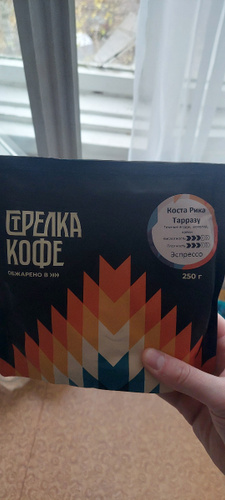 СТРЕЛКА
КОФЕ
ОБЖАРЕНО В НН
Коста Рика
Тарразу
Эспрессо
250 г